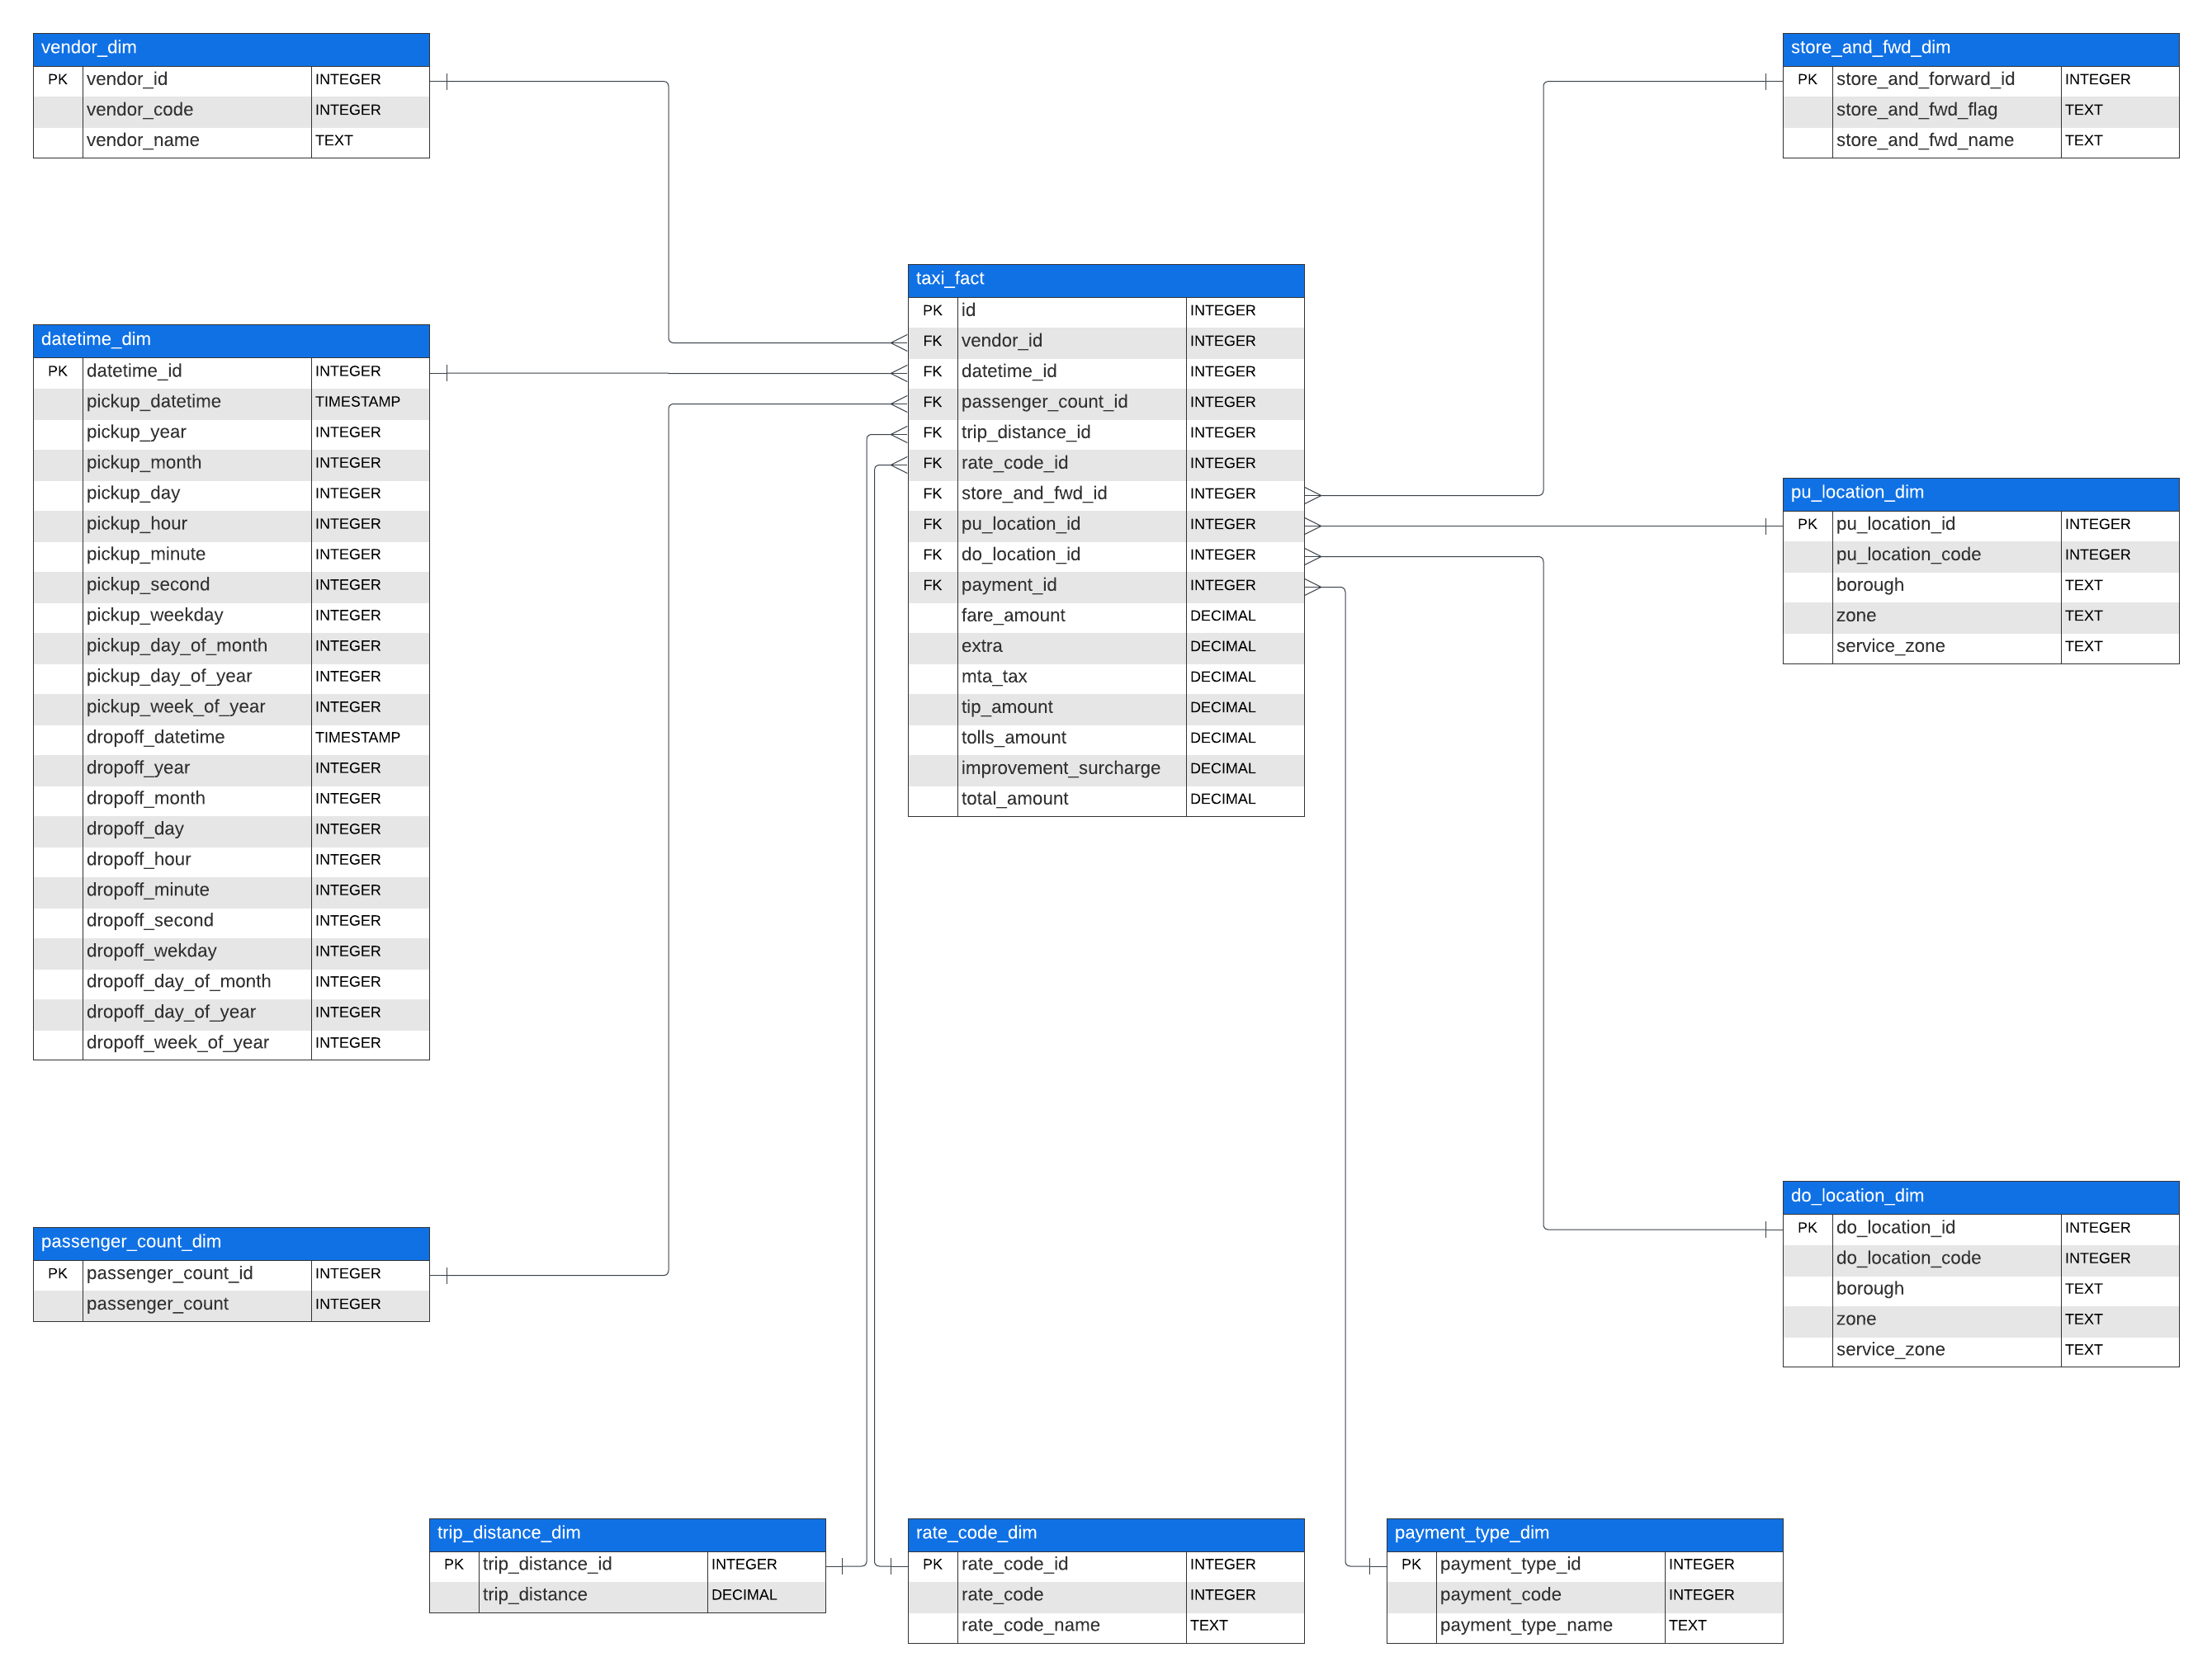 vendor_dim
PK vendor_id INTEGER
vendor_code INTEGER
vendor_name TEXT
store_and_fwd_dim
PK store_and_forward_id INTEGER
store_and_fwd_flag TEXT
store_and_fwd_name TEXT
taxi_fact
PK id INTEGER
FK vendor_id INTEGER
FK datetime_id INTEGER
FK passenger_count_id INTEGER
FK trip_distance_id INTEGER
FK rate_code_id INTEGER
FK store_and_fwd_id INTEGER
FK pu_location_id INTEGER
FK do_location_id INTEGER
FK payment_id INTEGER
fare_amount DECIMAL
extra DECIMAL
mta_tax DECIMAL
tip_amount DECIMAL
tolls_amount DECIMAL
improvement_surcharge DECIMAL
total_amount DECIMAL
datetime_dim
PK datetime_id INTEGER
pickup_datetime TIMESTAMP
pickup_year INTEGER
pickup_month INTEGER
pickup_day INTEGER
pickup_hour INTEGER
pickup_minute INTEGER
pickup_second INTEGER
pickup_weekday INTEGER
pickup_day_of_month INTEGER
pickup_day_of_year INTEGER
pickup_week_of_year INTEGER
dropoff_datetime TIMESTAMP
dropoff_year INTEGER
dropoff_month INTEGER
dropoff_day INTEGER
dropoff_hour INTEGER
dropoff_minute INTEGER
dropoff_second INTEGER
dropoff_wekday INTEGER
dropoff_day_of_month INTEGER
dropoff_day_of_year INTEGER
dropoff_week_of_year INTEGER
pu_location_dim
PK pu_location_id INTEGER
pu_location_code INTEGER
borough TEXT
zone TEXT
service_zone TEXT
do_location_dim
PK do_location_id INTEGER
do_location_code INTEGER
borough TEXT
zone TEXT
service_zone TEXT
passenger_count_dim
PK passenger_count_id INTEGER
passenger_count INTEGER
trip_distance_dim
PK trip_distance_id INTEGER
trip_distance DECIMAL
rate_code_dim
PK rate_code_id INTEGER
rate_code INTEGER
rate_code_name TEXT
payment_type_dim
PK payment_type_id INTEGER
payment_code INTEGER
payment_type_name TEXT